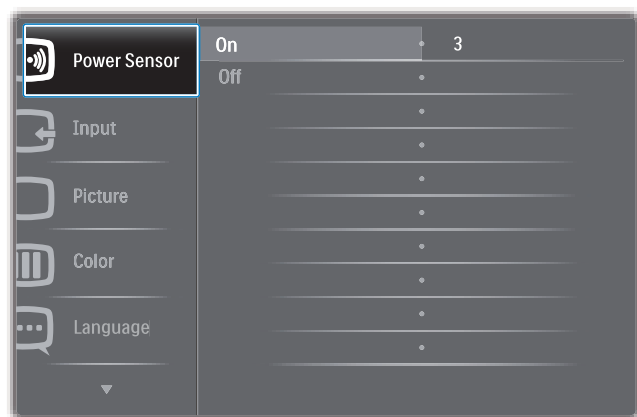 Power Sensor
On 3
Off
Input
Picture
Color
Language